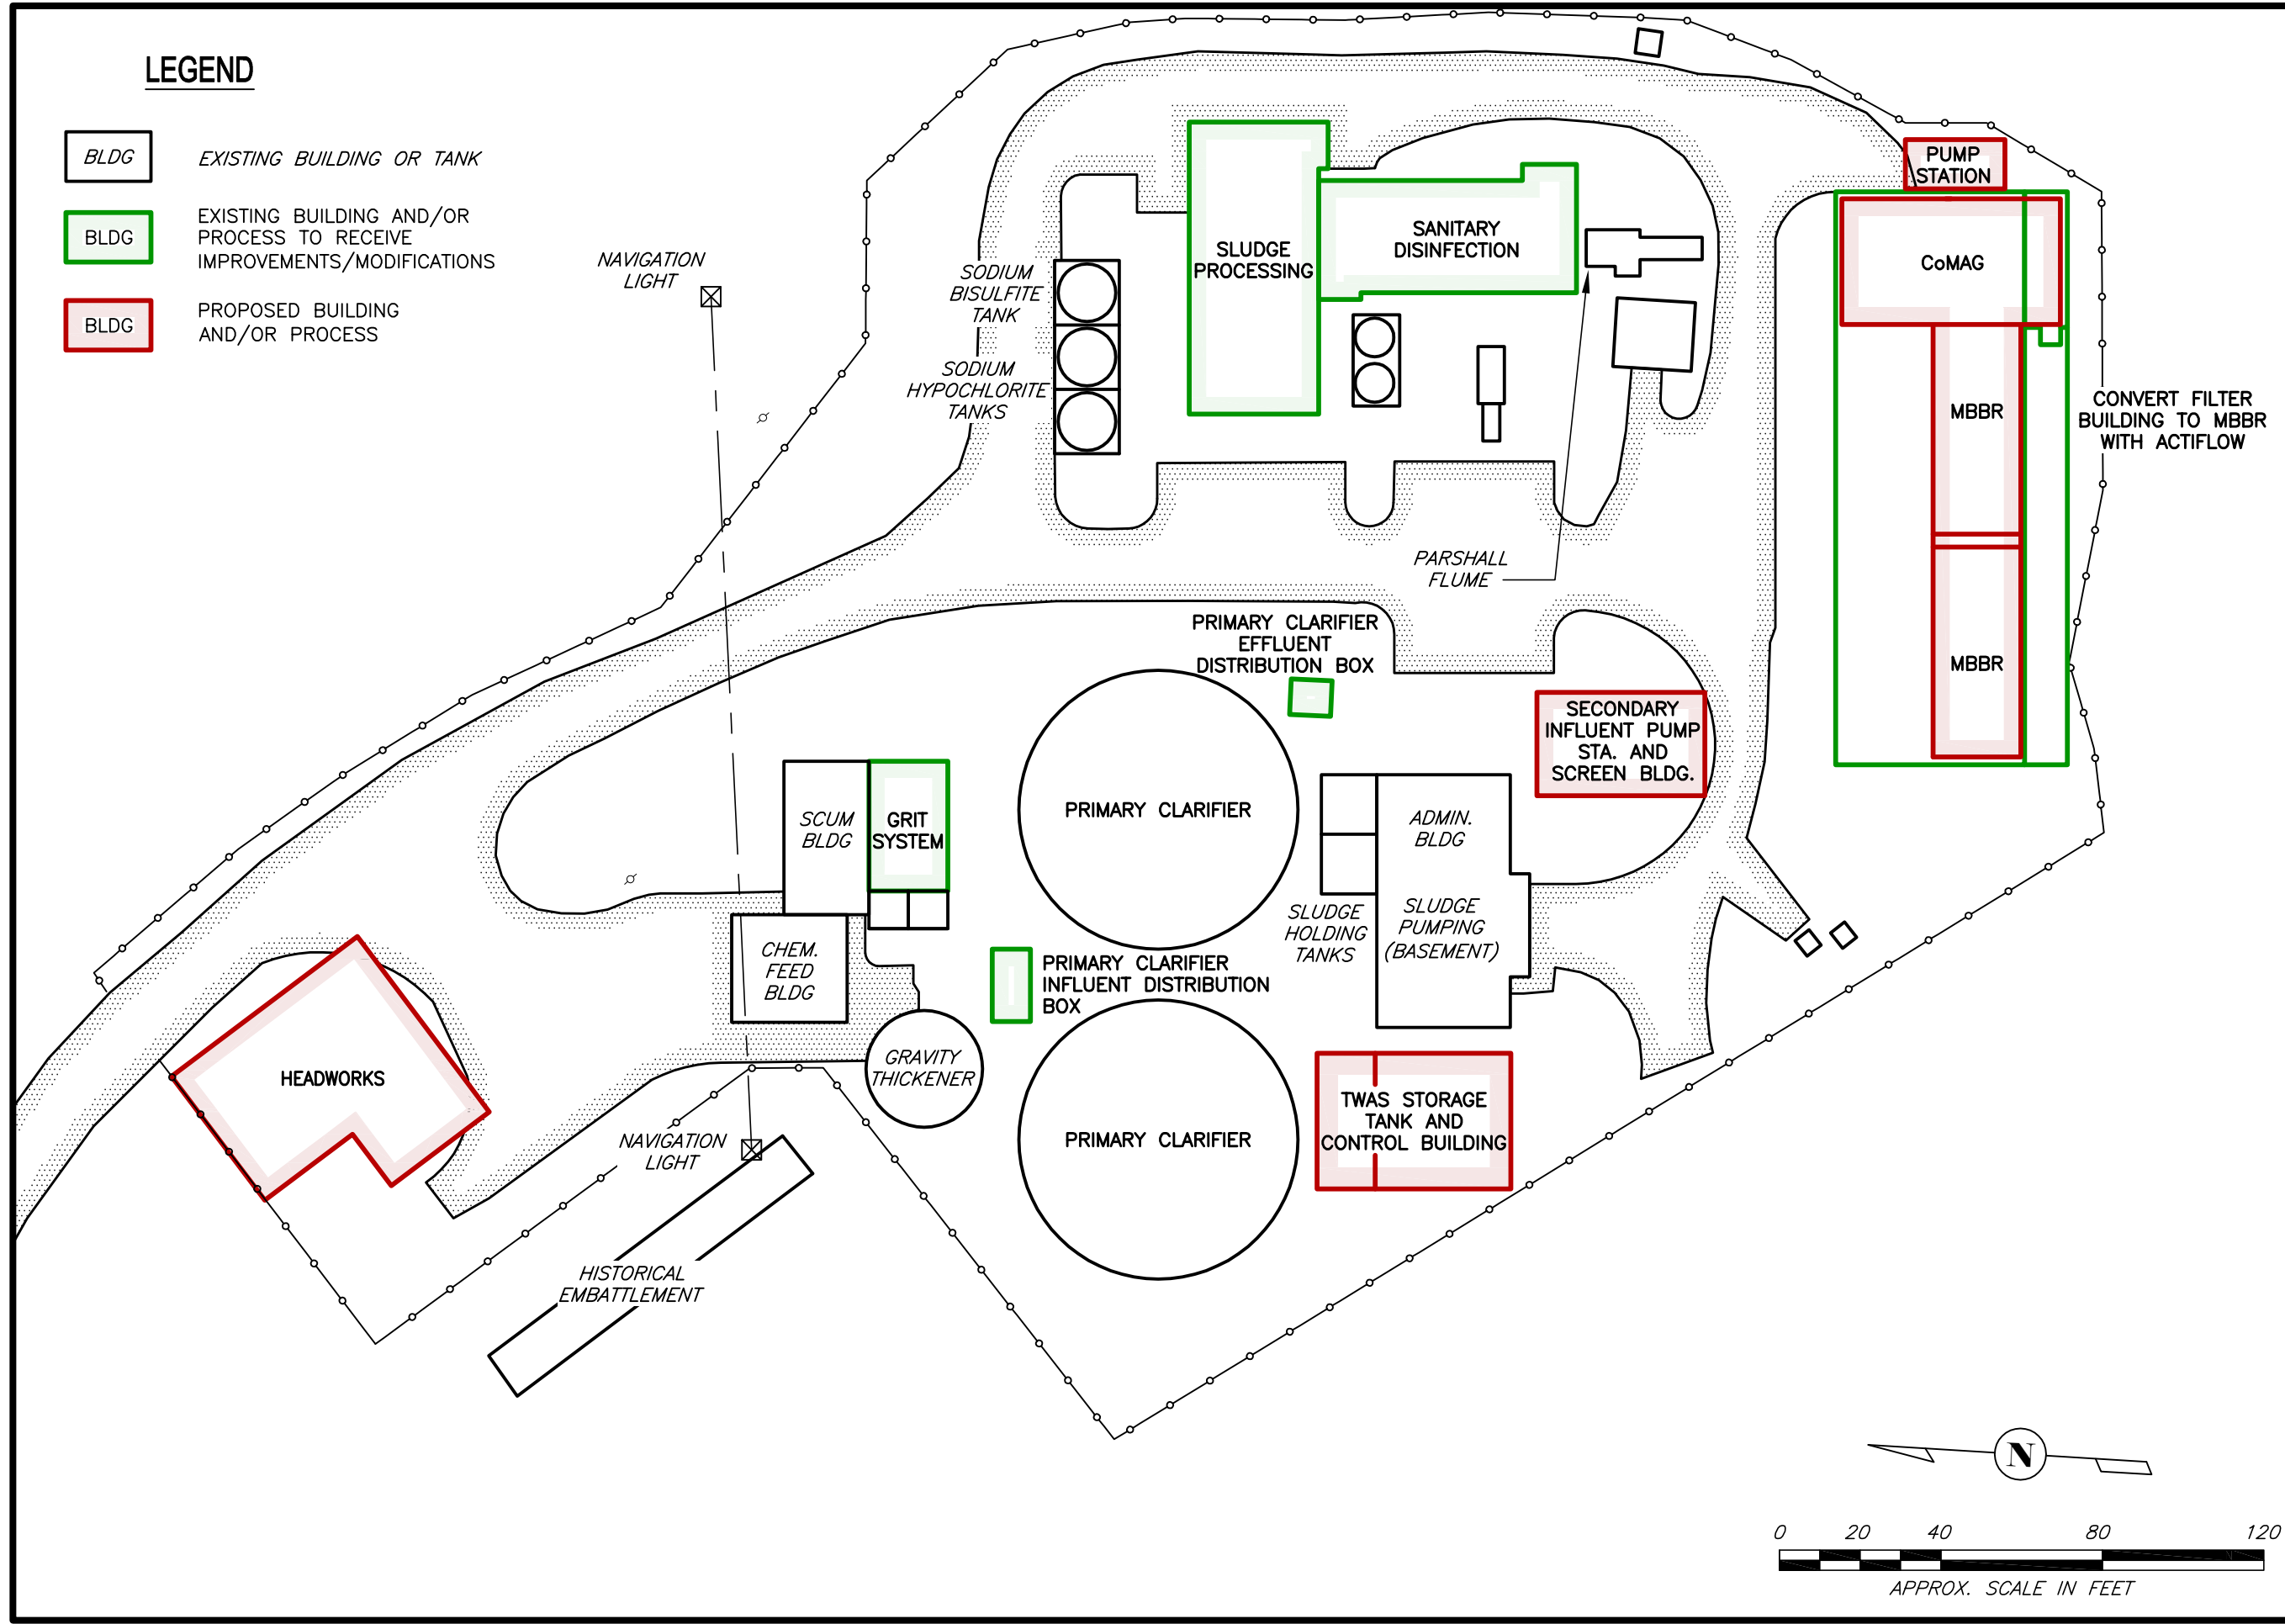 LEGEND
BLDG
EXISTING BUILDING OR TANK
BLDG
EXISTING BUILDING AND/OR
PROCESS TO RECEIVE
IMPROVEMENTS/MODIFICATIONS
BLDG
PROPOSED BUILDING
AND/OR PROCESS
NAVIGATION
LIGHT
SODIUM
BISULFITE
TANK
SODIUM
HYPOCHLORITE
TANKS
SLUDGE
PROCESSING
SANITARY
DISINFECTION
PUMP
STATION
CoMAG
MBBR
MBBR
CONVERT FILTER
BUILDING TO MBBR
WITH ACTIFLOW
PARSHALL
FLUME
PRIMARY CLARIFIER
EFFLUENT
DISTRIBUTION BOX
SECONDARY
INFLUENT PUMP
STA. AND
SCREEN BLDG.
SCUM
BLDG
GRIT
SYSTEM
PRIMARY CLARIFIER
ADMIN.
BLDG
SLUDGE
PUMPING
(BASEMENT)
SLUDGE
HOLDING
TANKS
CHEM.
FEED
BLDG
PRIMARY CLARIFIER
INFLUENT DISTRIBUTION
BOX
HEADWORKS
GRAVITY
THICKENER
NAVIGATION
LIGHT
PRIMARY CLARIFIER
TWAS STORAGE
TANK AND
CONTROL BUILDING
HISTORICAL
EMBATTLEMENT
N
0 20 40 80 120
APPROX. SCALE IN FEET